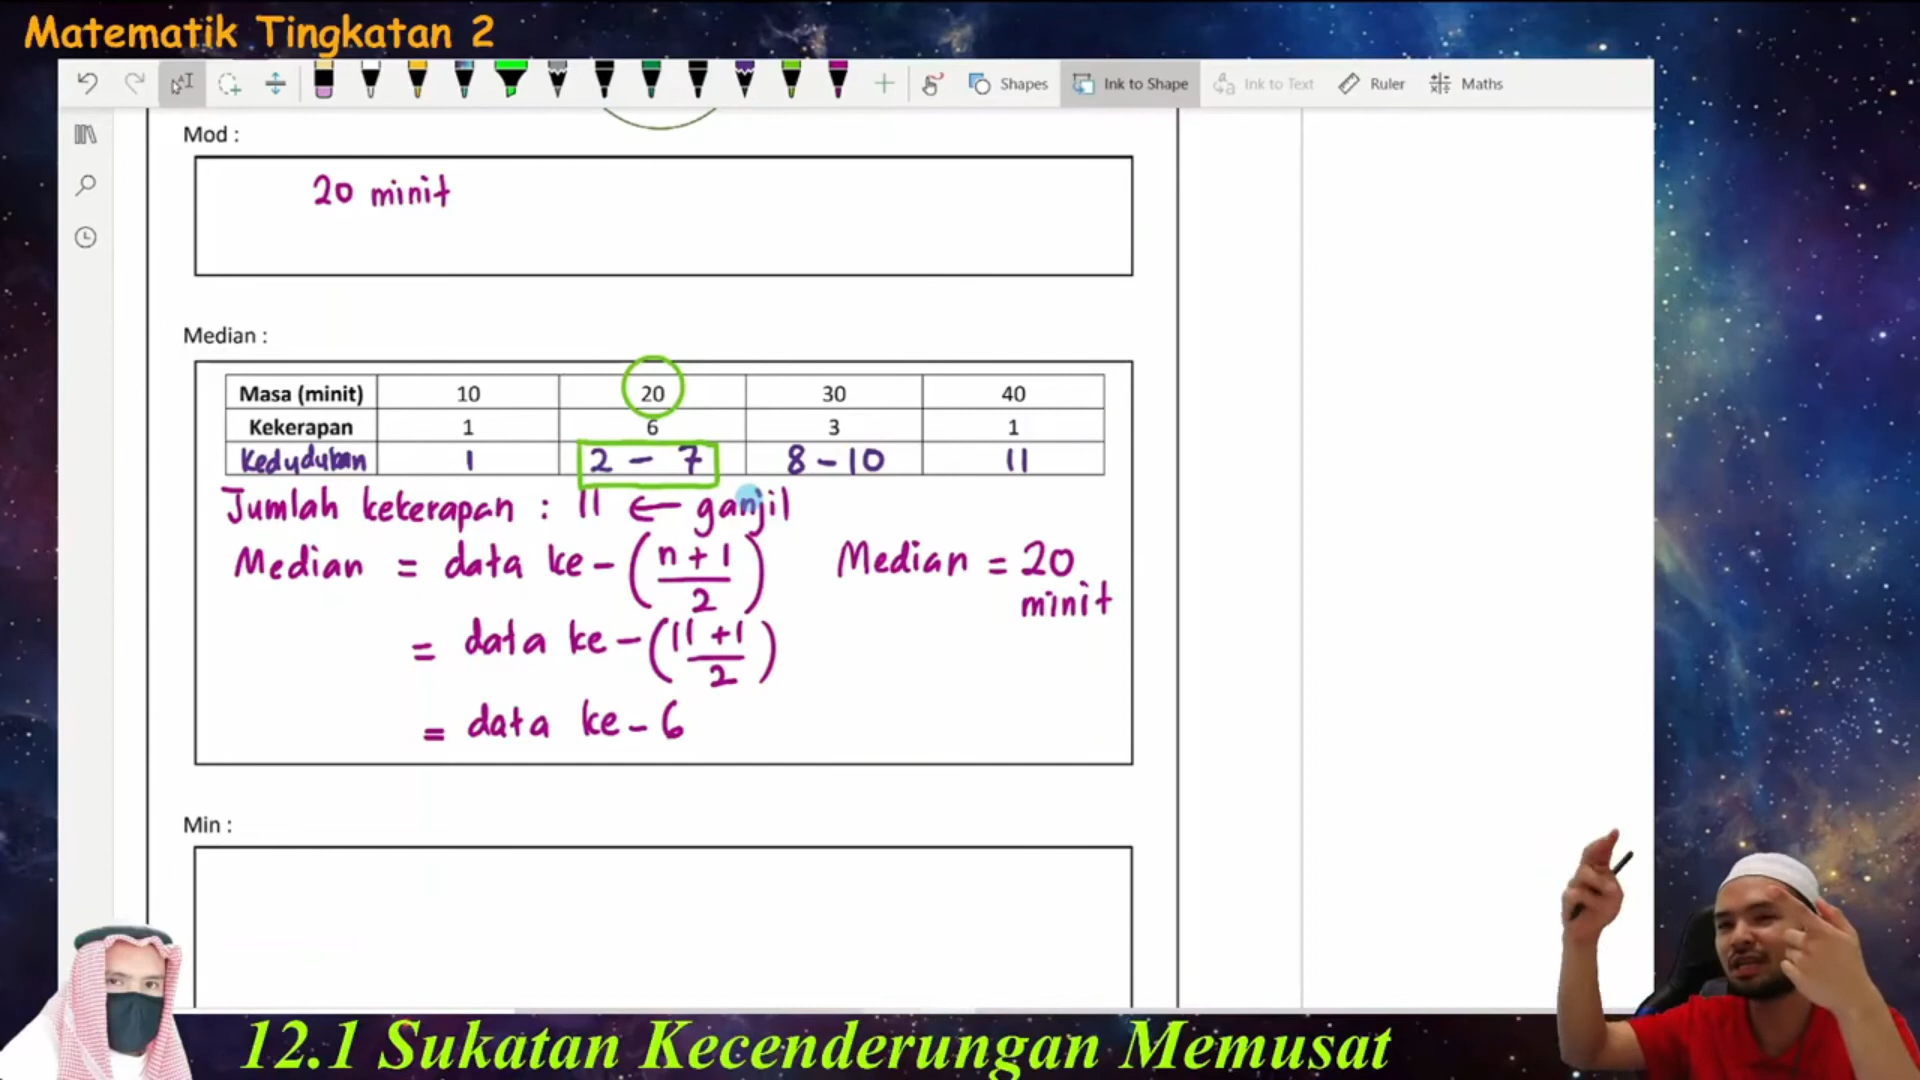 Matematik Tingkatan 2
Shapes
Ink to Shape
Ink to Text
Ruler
Maths
Mod :
20 minit
Median :
Masa (minit) 10 20 30 40
Kekerapan 1 6 3 1
Kedudukan 1 2 – 7 8 – 10 11
Jumlah kekerapan : 11 ← ganjil
Median = data ke – (n + 1 / 2)
Median = 20 minit
= data ke – (11 + 1 / 2)
= data ke – 6
Min :
12.1 Sukatan Kecenderungan Memusat